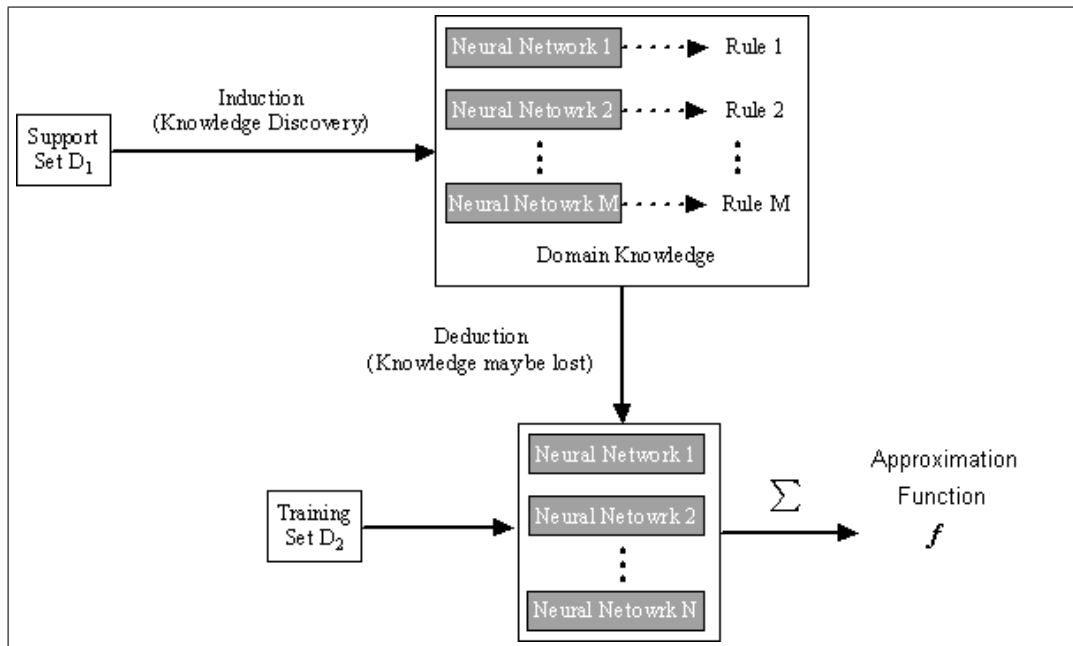 Neural Network 1
Rule 1
Induction
(Knowledge Discovery)
Neural Netowrk 2
Rule 2
Support
Set D₁
Neural Netowrk M
Rule M
Domain Knowledge
Deduction
(Knowledge maybe lost)
Neural Network 1
Training
Set D₂
Neural Netowrk 2
Neural Netowrk N
Σ
Approximation
Function
f